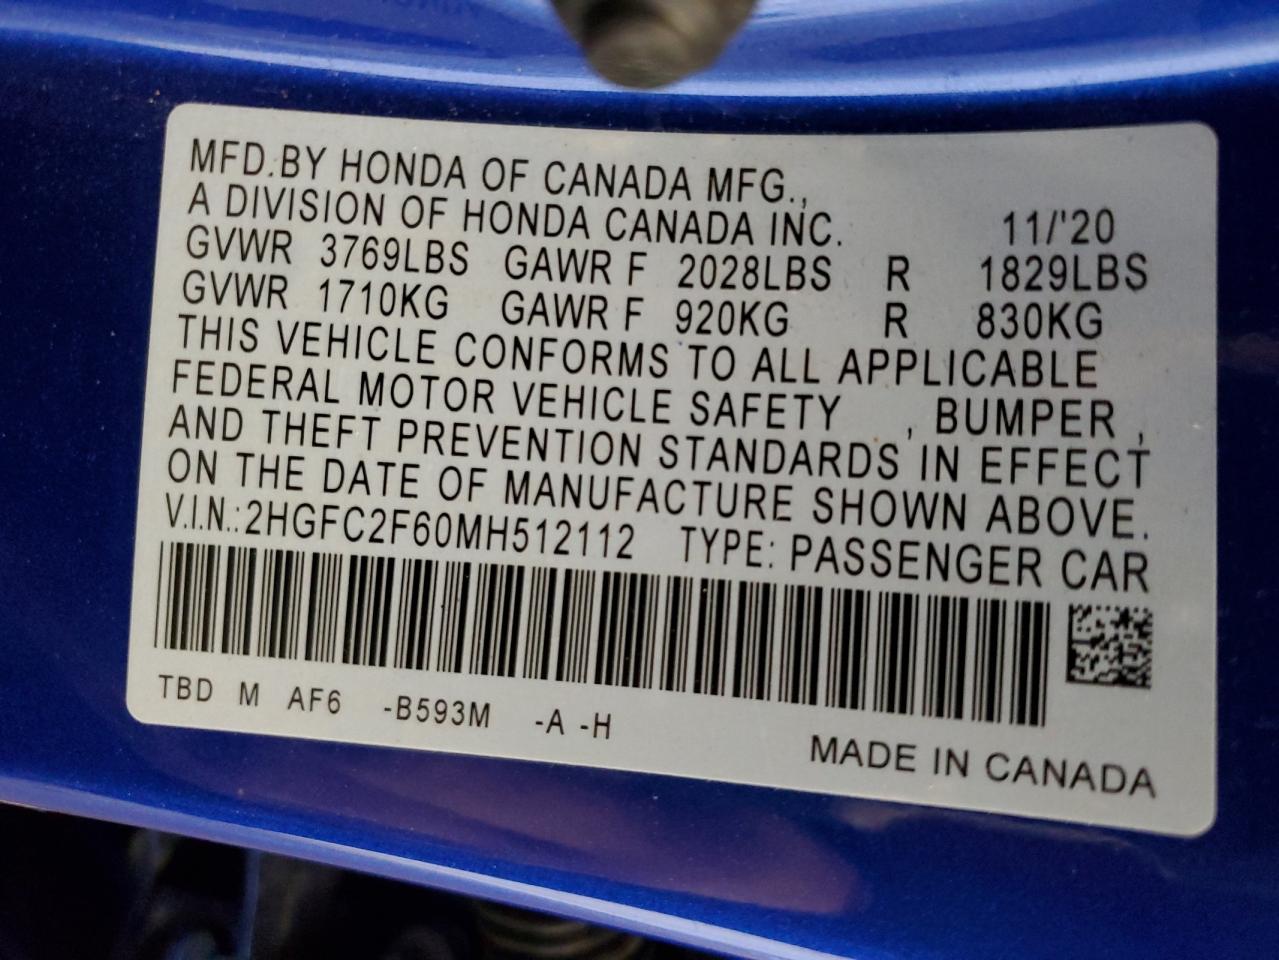 MFD.BY HONDA OF CANADA MFG.,
A DIVISION OF HONDA CANADA INC. 11/'20
GVWR 3769LBS GAWR F 2028LBS R 1829LBS
GVWR 1710KG GAWR F 920KG R 830KG
THIS VEHICLE CONFORMS TO ALL APPLICABLE
FEDERAL MOTOR VEHICLE SAFETY , BUMPER ,
AND THEFT PREVENTION STANDARDS IN EFFECT
ON THE DATE OF MANUFACTURE SHOWN ABOVE.
V.I.N.:2HGFC2F60MH512112 TYPE: PASSENGER CAR
TBD M AF6 -B593M -A -H
MADE IN CANADA